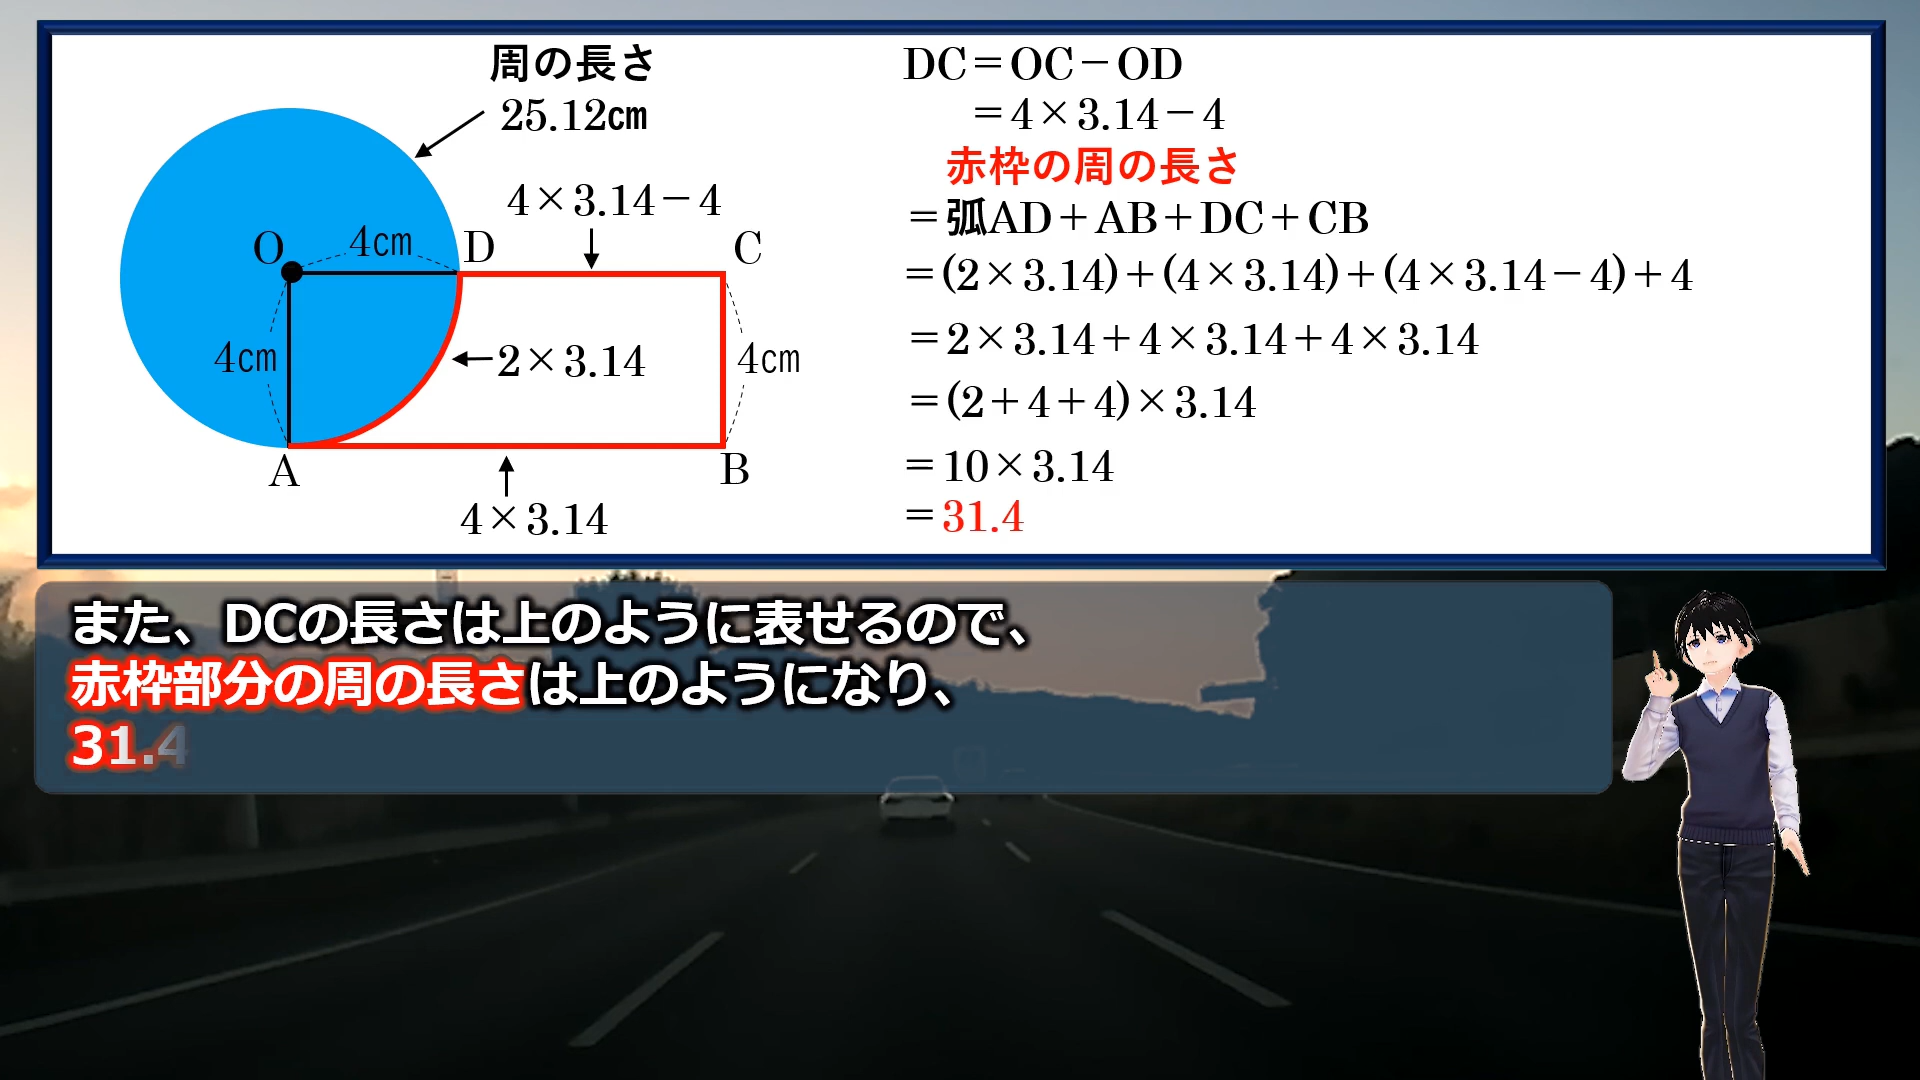 周の長さ
25.12㎝
4×3.14－4
O
4㎝
D
C
4㎝
2×3.14
4㎝
A
B
4×3.14
DC＝OC－OD
＝4×3.14－4
赤枠の周の長さ
＝弧AD＋AB＋DC＋CB
＝(2×3.14)＋(4×3.14)＋(4×3.14－4)＋4
＝2×3.14＋4×3.14＋4×3.14
＝(2＋4＋4)×3.14
＝10×3.14
＝31.4
また、DCの長さは上のように表せるので、
赤枠部分の周の長さは上のようになり、
31.4